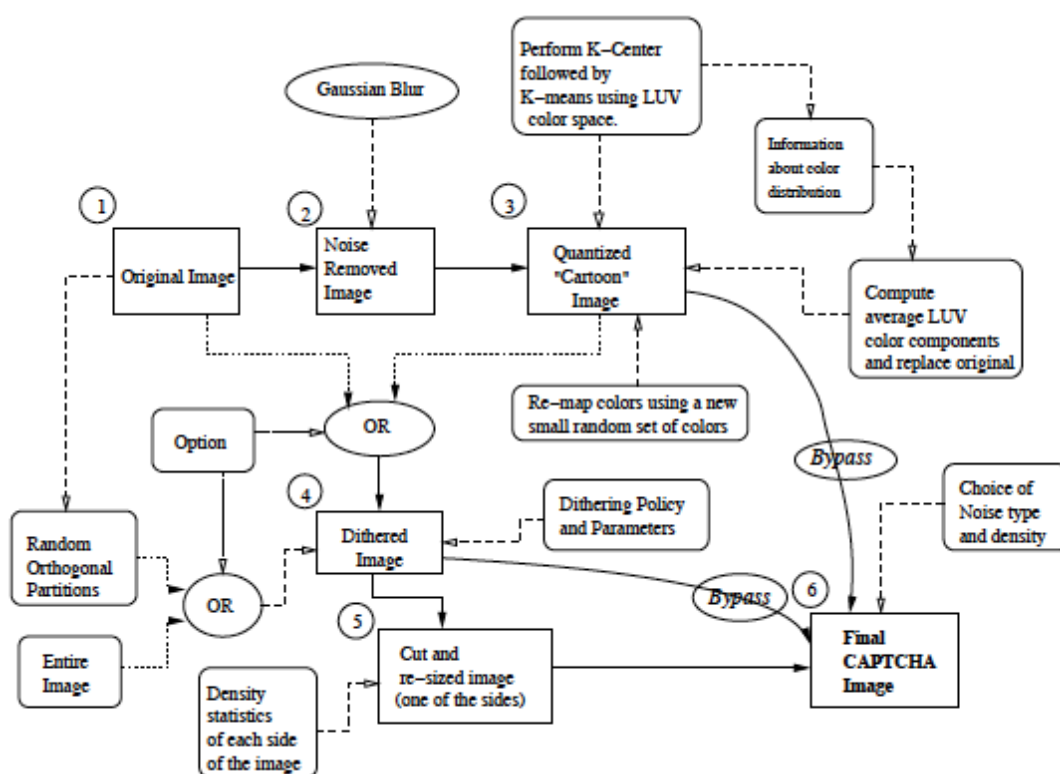 Perform K-Center
followed by
K-means using LUV
color space.
Gaussian Blur
Information
about color
distribution
1
2
3
Original Image
Noise
Removed
Image
Quantized
"Cartoon"
Image
Compute
average LUV
color components
and replace original
Re-map colors using a new
small random set of colors
Option
OR
Bypass
4
Dithering Policy
and Parameters
Choice of
Noise type
and density
Random
Orthogonal
Partitions
Dithered
Image
OR
Bypass
6
5
Entire
Image
Cut and
re-sized image
(one of the sides)
Final
CAPTCHA
Image
Density
statistics
of each side
of the image